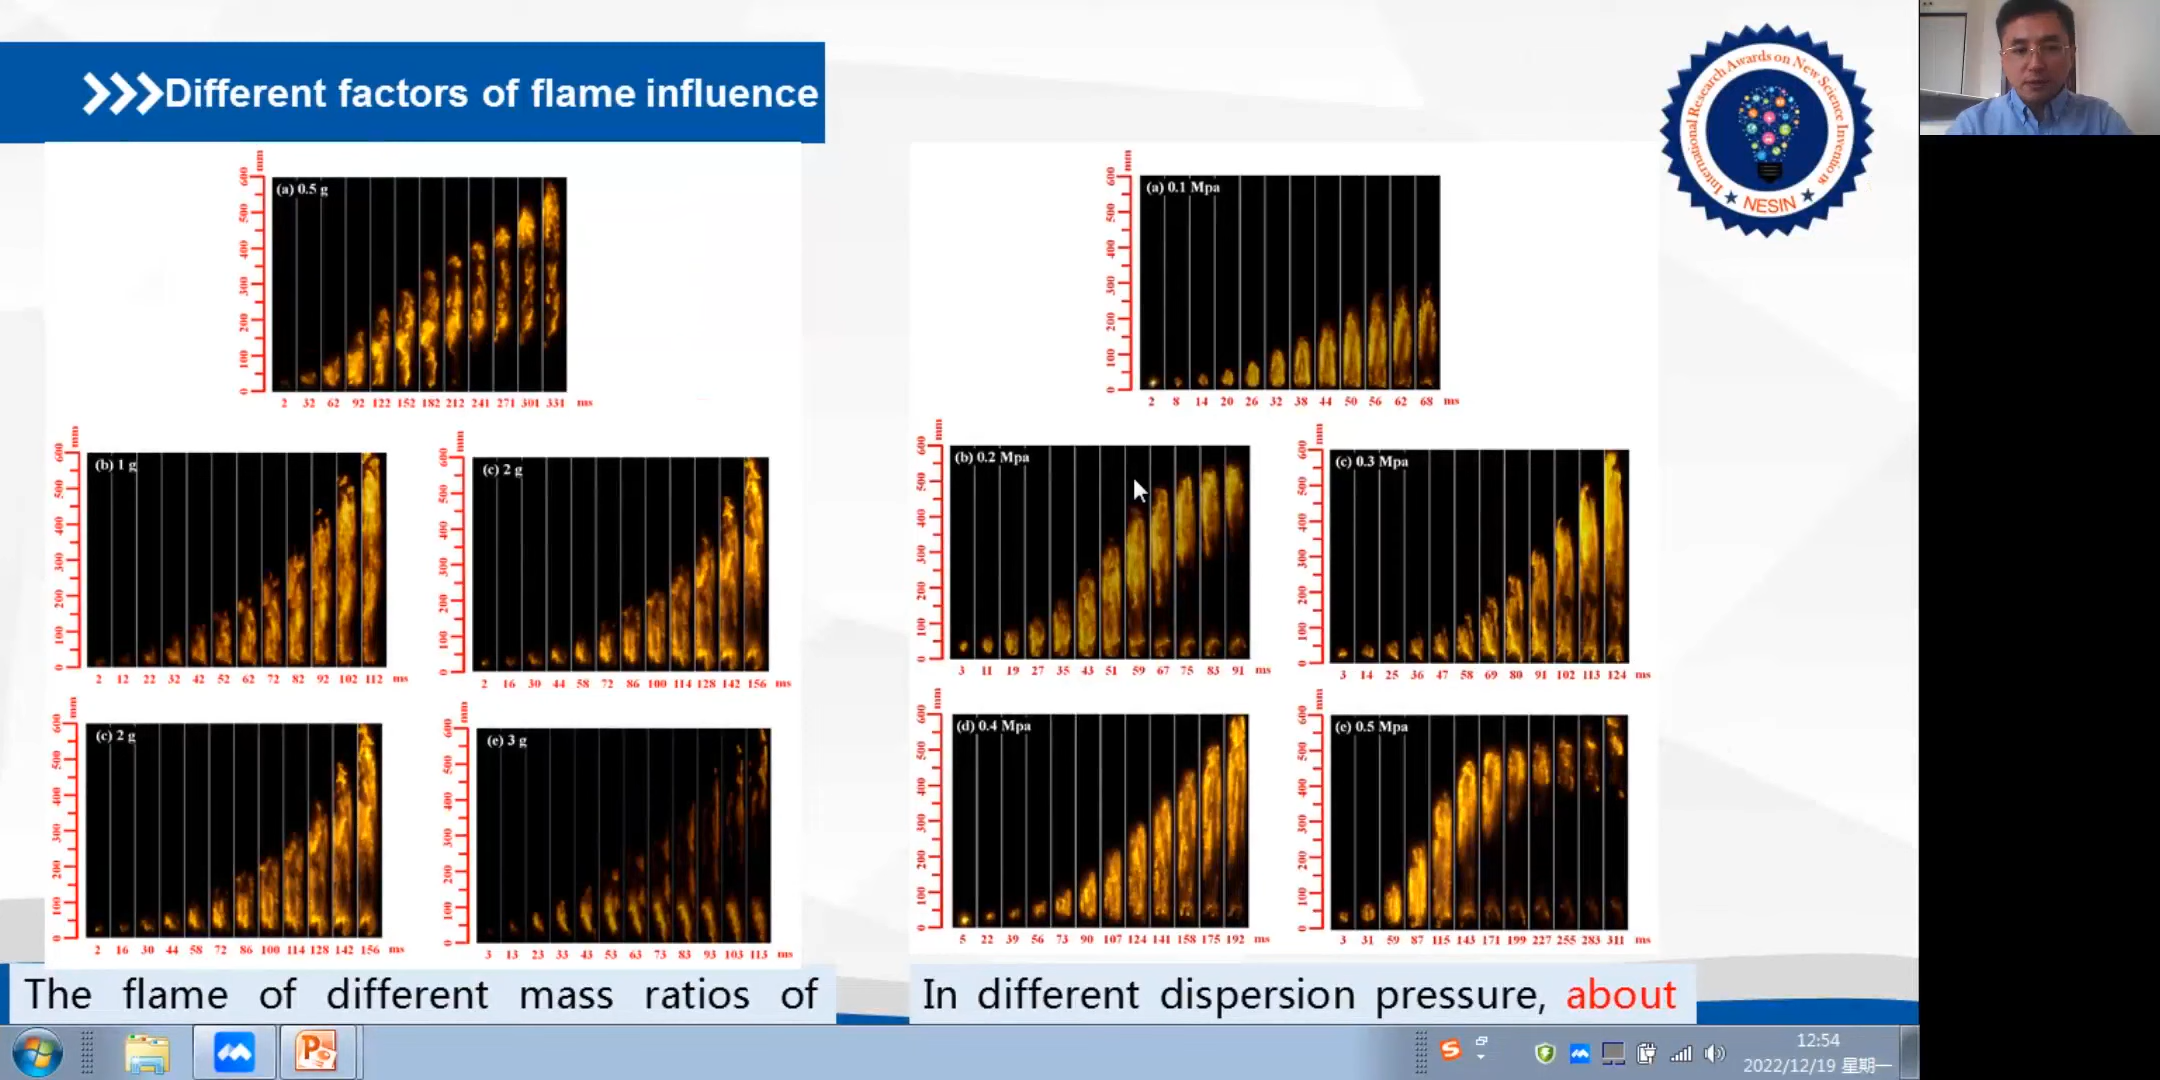 Different factors of flame influence
International Research Awards on New Science Inventions
NESIN
mm
600
500
400
300
200
100
0
(a) 0.5 g
2 32 62 92 122 152 182 212 241 271 301 331 ms
mm
600
500
400
300
200
100
0
(b) 1 g
2 12 22 32 42 52 62 72 82 92 102 112 ms
mm
600
500
400
300
200
100
0
(c) 2 g
2 16 30 44 58 72 86 100 114 128 142 156 ms
mm
600
500
400
300
200
100
0
(c) 2 g
2 16 30 44 58 72 86 100 114 128 142 156 ms
mm
600
500
400
300
200
100
0
(e) 3 g
3 13 23 33 43 53 63 73 83 93 103 113 ms
The flame of different mass ratios of
mm
600
500
400
300
200
100
0
(a) 0.1 Mpa
2 8 14 20 26 32 38 44 50 56 62 68 ms
mm
600
500
400
300
200
100
0
(b) 0.2 Mpa
3 11 19 27 35 43 51 59 67 75 83 91 ms
mm
600
500
400
300
200
100
0
(c) 0.3 Mpa
3 14 25 36 47 58 69 80 91 102 113 124 ms
mm
600
500
400
300
200
100
0
(d) 0.4 Mpa
5 22 39 56 73 90 107 124 141 158 175 192 ms
mm
600
500
400
300
200
100
0
(e) 0.5 Mpa
3 31 59 87 115 143 171 199 227 255 283 311 ms
In different dispersion pressure, about
12:54
2022/12/19 星期一